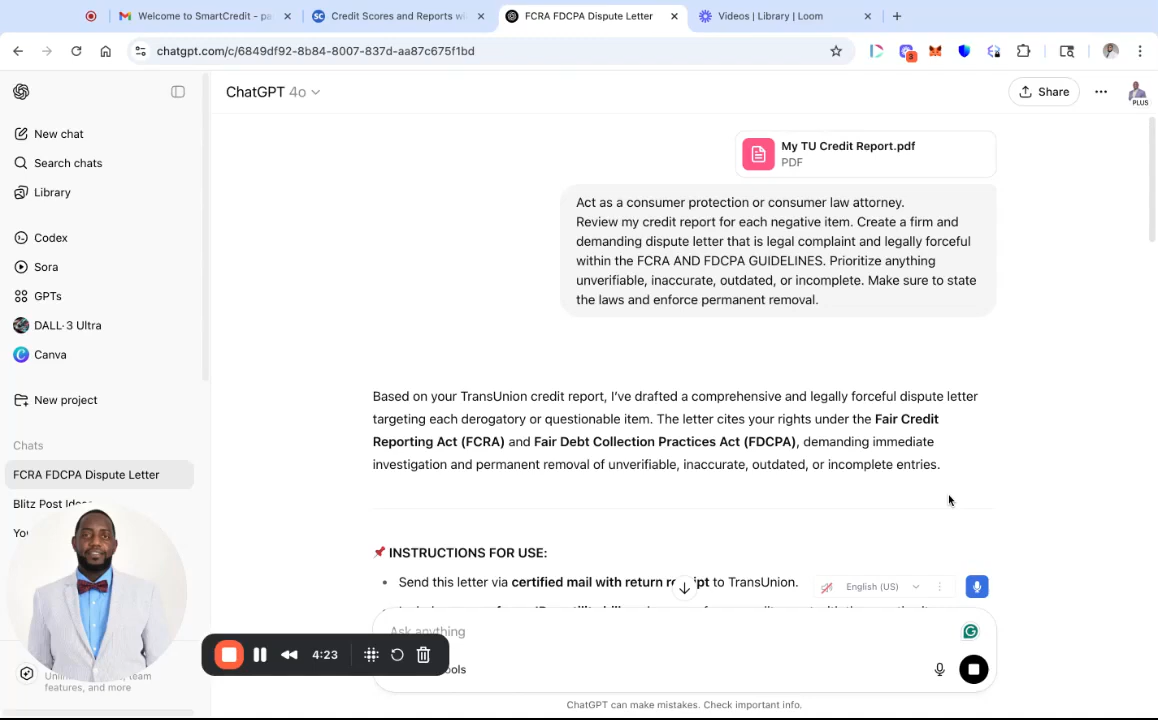 Welcome to SmartCredit - pa
Credit Scores and Reports wi
FCRA FDCPA Dispute Letter
Videos | Library | Loom
chatgpt.com/c/6849df92-8b84-8007-837d-aa87c675f1bd
3
ChatGPT 4o
Share
PLUS
New chat
Search chats
Library
Codex
Sora
GPTs
DALL·3 Ultra
Canva
New project
Chats
FCRA FDCPA Dispute Letter
Blitz Post Ideas
You
Unlim team
features, and more
My TU Credit Report.pdf
PDF
Act as a consumer protection or consumer law attorney.
Review my credit report for each negative item. Create a firm and
demanding dispute letter that is legal complaint and legally forceful
within the FCRA AND FDCPA GUIDELINES. Prioritize anything
unverifiable, inaccurate, outdated, or incomplete. Make sure to state
the laws and enforce permanent removal.
Based on your TransUnion credit report, I've drafted a comprehensive and legally forceful dispute letter
targeting each derogatory or questionable item. The letter cites your rights under the Fair Credit
Reporting Act (FCRA) and Fair Debt Collection Practices Act (FDCPA), demanding immediate
investigation and permanent removal of unverifiable, inaccurate, outdated, or incomplete entries.
📌 INSTRUCTIONS FOR USE:
• Send this letter via certified mail with return receipt to TransUnion.
English (US)
Ask anything
ools
4:23
ChatGPT can make mistakes. Check important info.